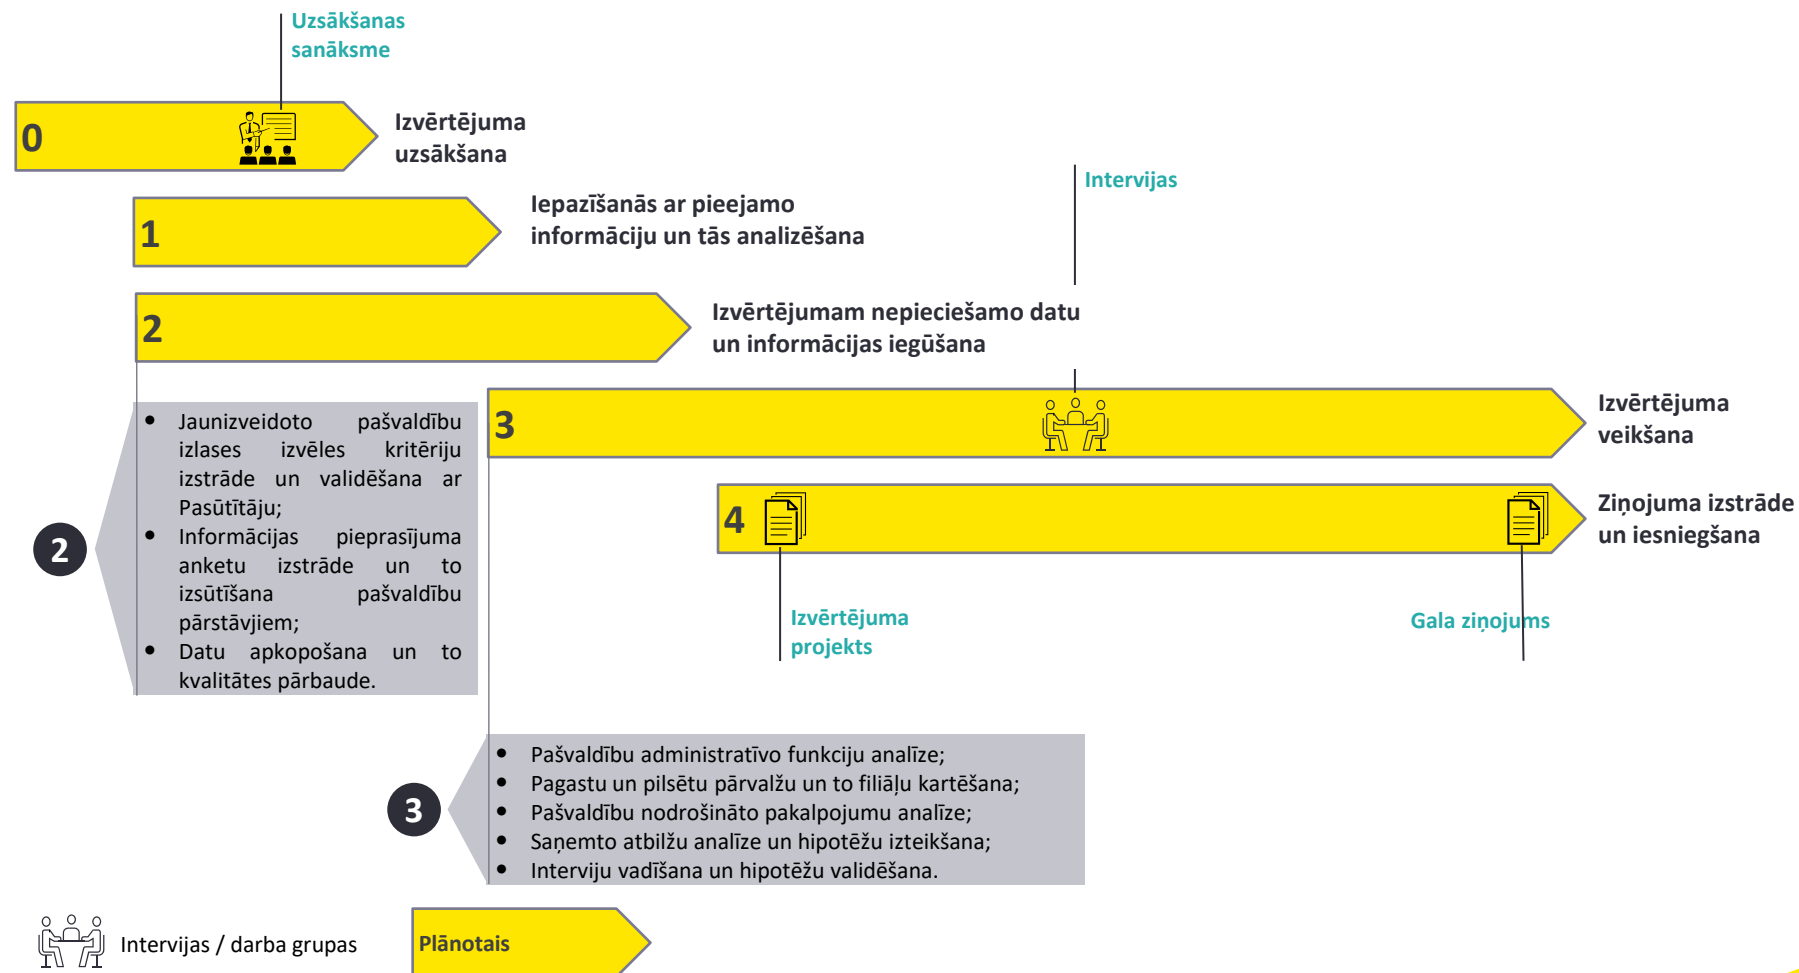 Uzsākšanas
sanāksme
0
Izvērtējuma
uzsākšana
Intervijas
1
Iepazīšanās ar pieejamo
informāciju un tās analizēšana
2
Izvērtējumam nepieciešamo datu
un informācijas iegūšana
3
Izvērtējuma
veikšana
4
Ziņojuma izstrāde
un iesniegšana
Izvērtējuma
projekts
Gala ziņojums
2
• Jaunizveidoto pašvaldību
izlases izvēles kritēriju
izstrāde un validēšana ar
Pasūtītāju;
• Informācijas pieprasījuma
anketu izstrāde un to
izsūtīšana pašvaldību
pārstāvjiem;
• Datu apkopošana un to
kvalitātes pārbaude.
3
• Pašvaldību administratīvo funkciju analīze;
• Pagastu un pilsētu pārvalžu un to filiāļu kartēšana;
• Pašvaldību nodrošināto pakalpojumu analīze;
• Saņemto atbilžu analīze un hipotēžu izteikšana;
• Interviju vadīšana un hipotēžu validēšana.
Intervijas / darba grupas
Plānotais